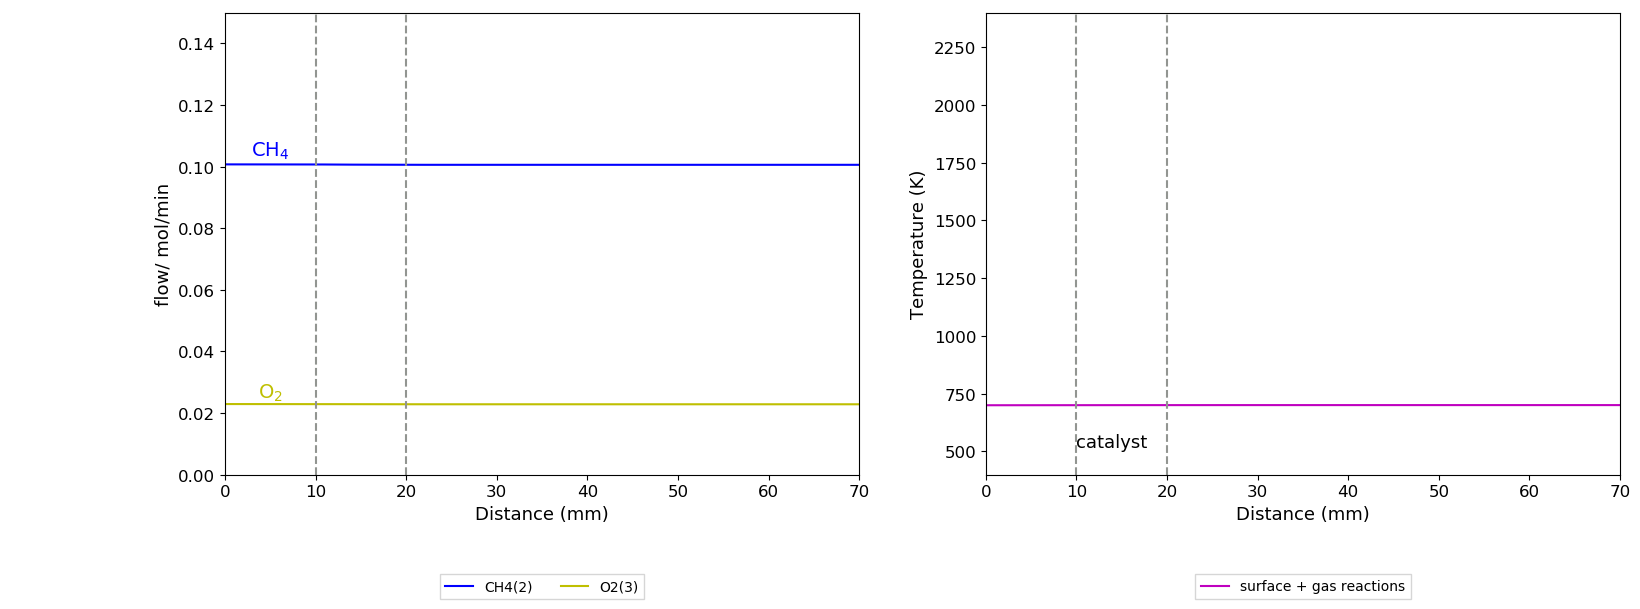 0.14
0.12
0.10
0.08
0.06
0.04
0.02
0.00
flow/ mol/min
CH₄
O₂
0 10 20 30 40 50 60 70
Distance (mm)
CH4(2) O2(3)
2250
2000
1750
1500
1250
1000
750
500
Temperature (K)
catalyst
0 10 20 30 40 50 60 70
Distance (mm)
surface + gas reactions